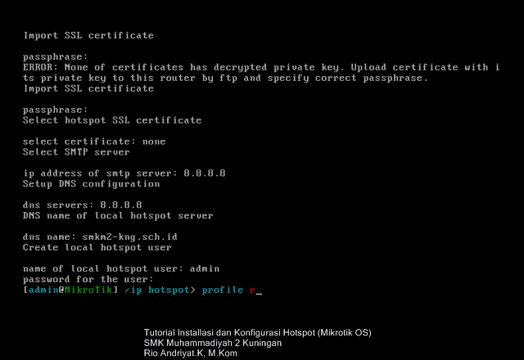 Import SSL certificate
passphrase:
ERROR: None of certificates has decrypted private key. Upload certificate with i
ts private key to this router by ftp and specify correct passphrase.
Import SSL certificate
passphrase:
Select hotspot SSL certificate
select certificate: none
Select SMTP server
ip address of smtp server: 8.8.8.8
Setup DNS configuration
dns servers: 8.8.8.8
DNS name of local hotspot server
dns name: smkm2-kng.sch.id
Create local hotspot user
name of local hotspot user: admin
password for the user:
[admin@MikroTik] /ip hotspot> profile e_
Tutorial Installasi dan Konfigurasi Hotspot (Mikrotik OS)
SMK Muhammadiyah 2 Kuningan
Rio Andriyat.K, M.Kom